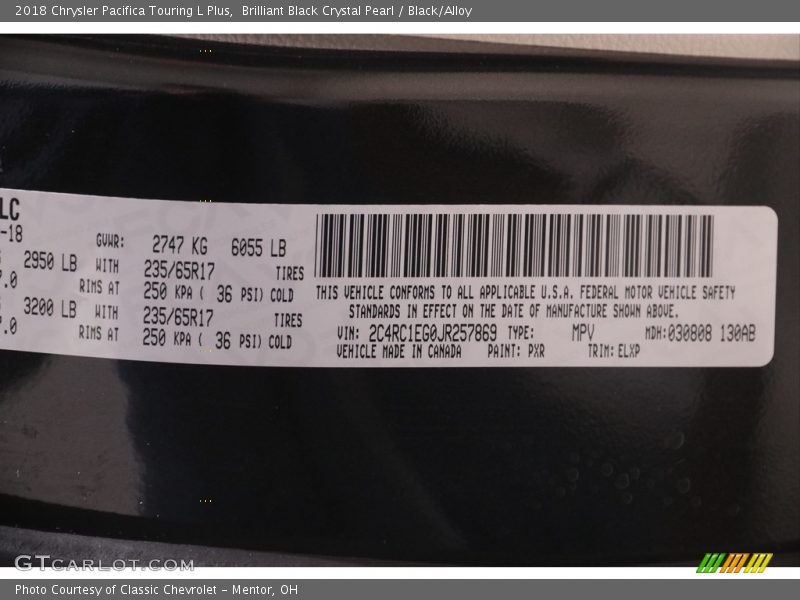 2018 Chrysler Pacifica Touring L Plus,  Brilliant Black Crystal Pearl / Black/Alloy
LC
-18
GVWR: 2747 KG 6055 LB
2950 LB WITH 235/65R17 TIRES
.0 RIMS AT 250 KPA ( 36 PSI) COLD
3200 LB WITH 235/65R17 TIRES
.0 RIMS AT 250 KPA ( 36 PSI) COLD
THIS VEHICLE CONFORMS TO ALL APPLICABLE U.S.A. FEDERAL MOTOR VEHICLE SAFETY
STANDARDS IN EFFECT ON THE DATE OF MANUFACTURE SHOWN ABOVE.
VIN: 2C4RC1EG0JR257869 TYPE: MPV MDH:030808 130AB
VEHICLE MADE IN CANADA PAINT: PXR TRIM: ELXP
GTCARLOT.COM
Photo Courtesy of Classic Chevrolet - Mentor, OH